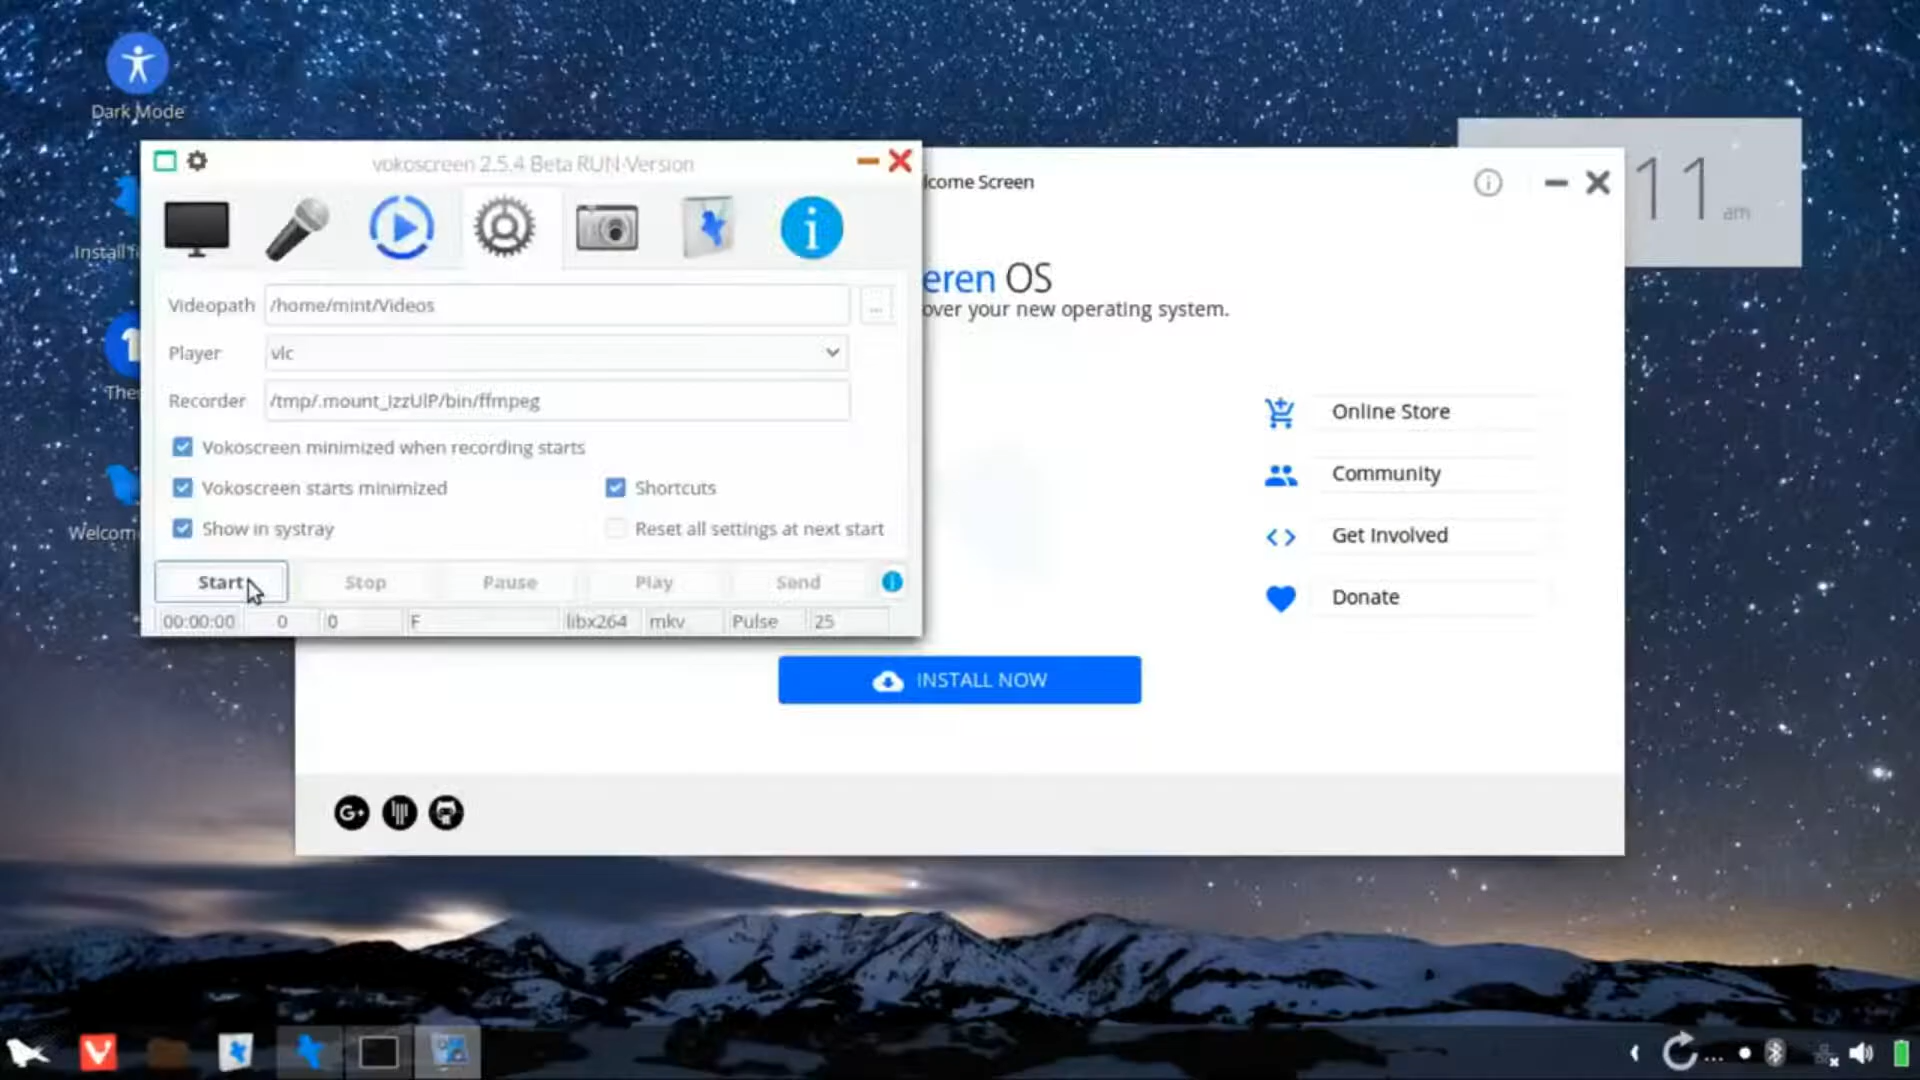 Dark Mode
vokoscreen 2.5.4 Beta RUN-Version
Videopath /home/mint/Videos ...
Player vlc
Recorder /tmp/.mount_IzzUlP/bin/ffmpeg
Vokoscreen minimized when recording starts
Vokoscreen starts minimized Shortcuts
Show in systray Reset all settings at next start
Start Stop Pause Play Send
00:00:00 0 0 F libx264 mkv Pulse 25
Install
Welcom
lcome Screen
11 am
eren OS
over your new operating system.
Online Store
Community
Get Involved
Donate
INSTALL NOW
G+